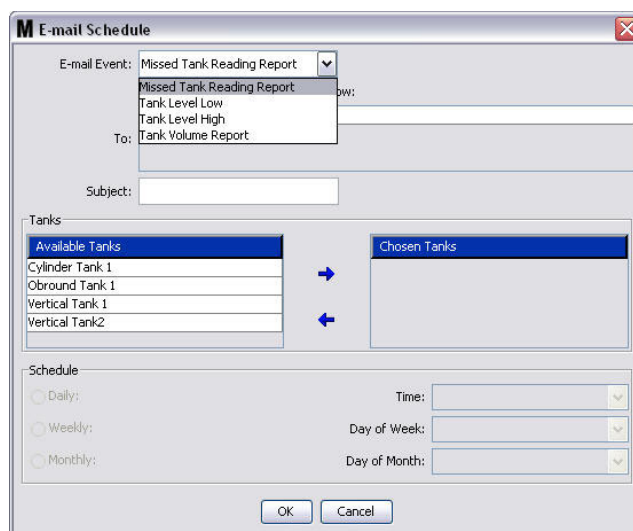 M E-mail Schedule
E-mail Event: Missed Tank Reading Report
Missed Tank Reading Report
Tank Level Low
Tank Level High
Tank Volume Report
To:
Subject:
Tanks
Available Tanks
Chosen Tanks
Cylinder Tank 1
Obround Tank 1
Vertical Tank 1
Vertical Tank2
Schedule
Daily: Time:
Weekly: Day of Week:
Monthly: Day of Month:
OK Cancel